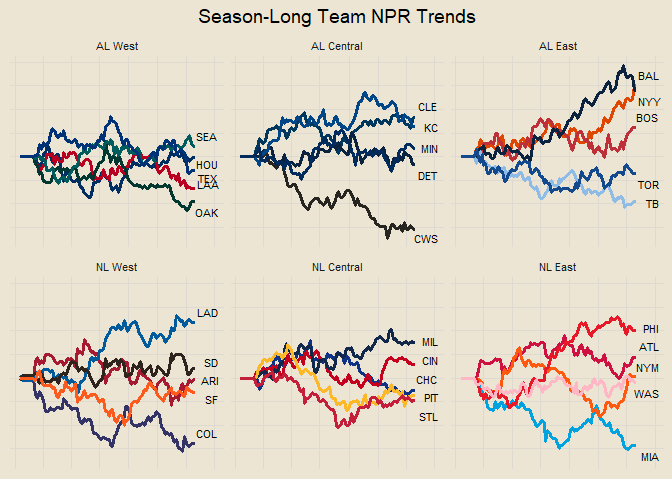 Season-Long Team NPR Trends
AL West
AL Central
AL East
SEA
HOU
TEX
LAA
OAK
CLE
KC
MIN
DET
CWS
BAL
NYY
BOS
TOR
TB
NL West
NL Central
NL East
LAD
SD
ARI
SF
COL
MIL
CIN
CHC
PIT
STL
PHI
ATL
NYM
WAS
MIA